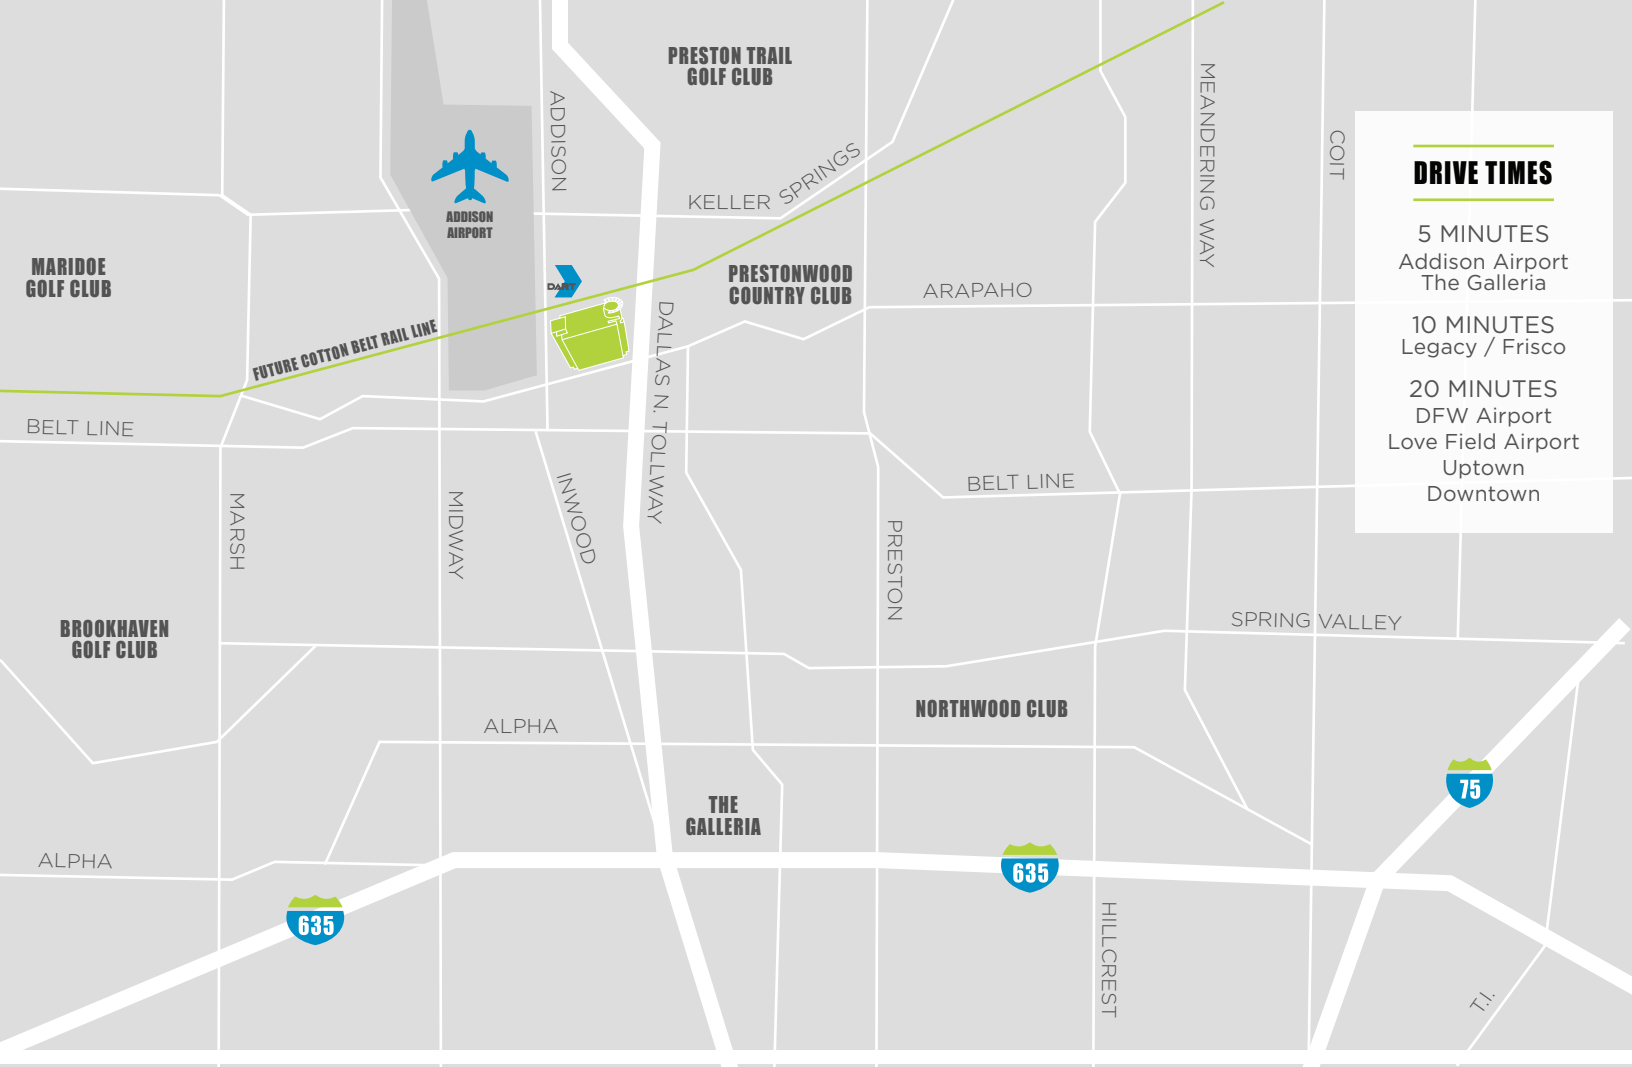 PRESTON TRAIL
GOLF CLUB
MEANDERING WAY
ADDISON
COIT
DRIVE TIMES
5 MINUTES
Addison Airport
The Galleria
10 MINUTES
Legacy / Frisco
20 MINUTES
DFW Airport
Love Field Airport
Uptown
Downtown
KELLER SPRINGS
ADDISON
AIRPORT
MARIDOE
GOLF CLUB
DART
PRESTONWOOD
COUNTRY CLUB
ARAPAHO
DALLAS N. TOLLWAY
FUTURE COTTON BELT RAIL LINE
BELT LINE
BELT LINE
MARSH
MIDWAY
INWOOD
PRESTON
BROOKHAVEN
GOLF CLUB
SPRING VALLEY
NORTHWOOD CLUB
ALPHA
75
THE
GALLERIA
ALPHA
635
635
HILLCREST
T.I.